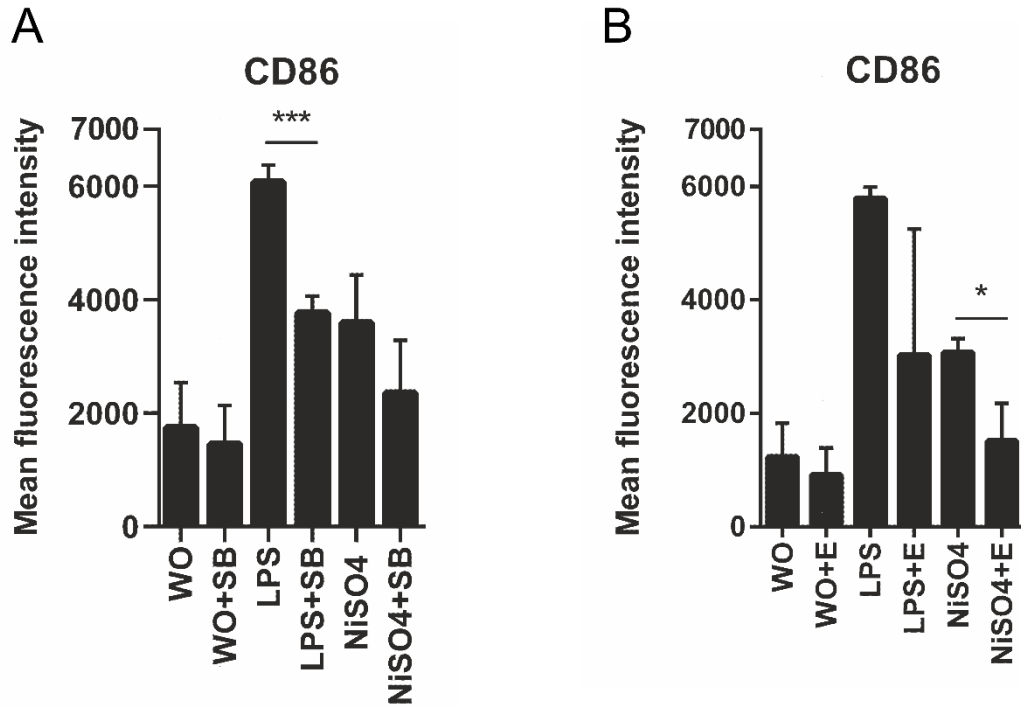 A
CD86
***
Mean fluorescence intensity
7000
6000
4000
2000
0
WO
WO+SB
LPS
LPS+SB
NiSO4
NiSO4+SB
B
CD86
*
Mean fluorescence intensity
7000
6000
4000
2000
0
WO
WO+E
LPS
LPS+E
NiSO4
NiSO4+E